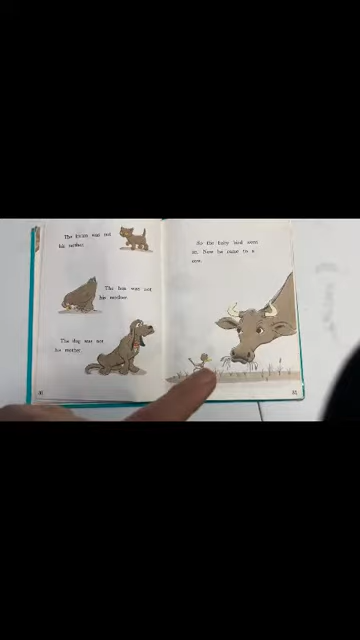 The kitten was not
his mother.
The hen was not
his mother.
The dog was not
his mother.
So the baby bird went
on. Now he came to a
cow.